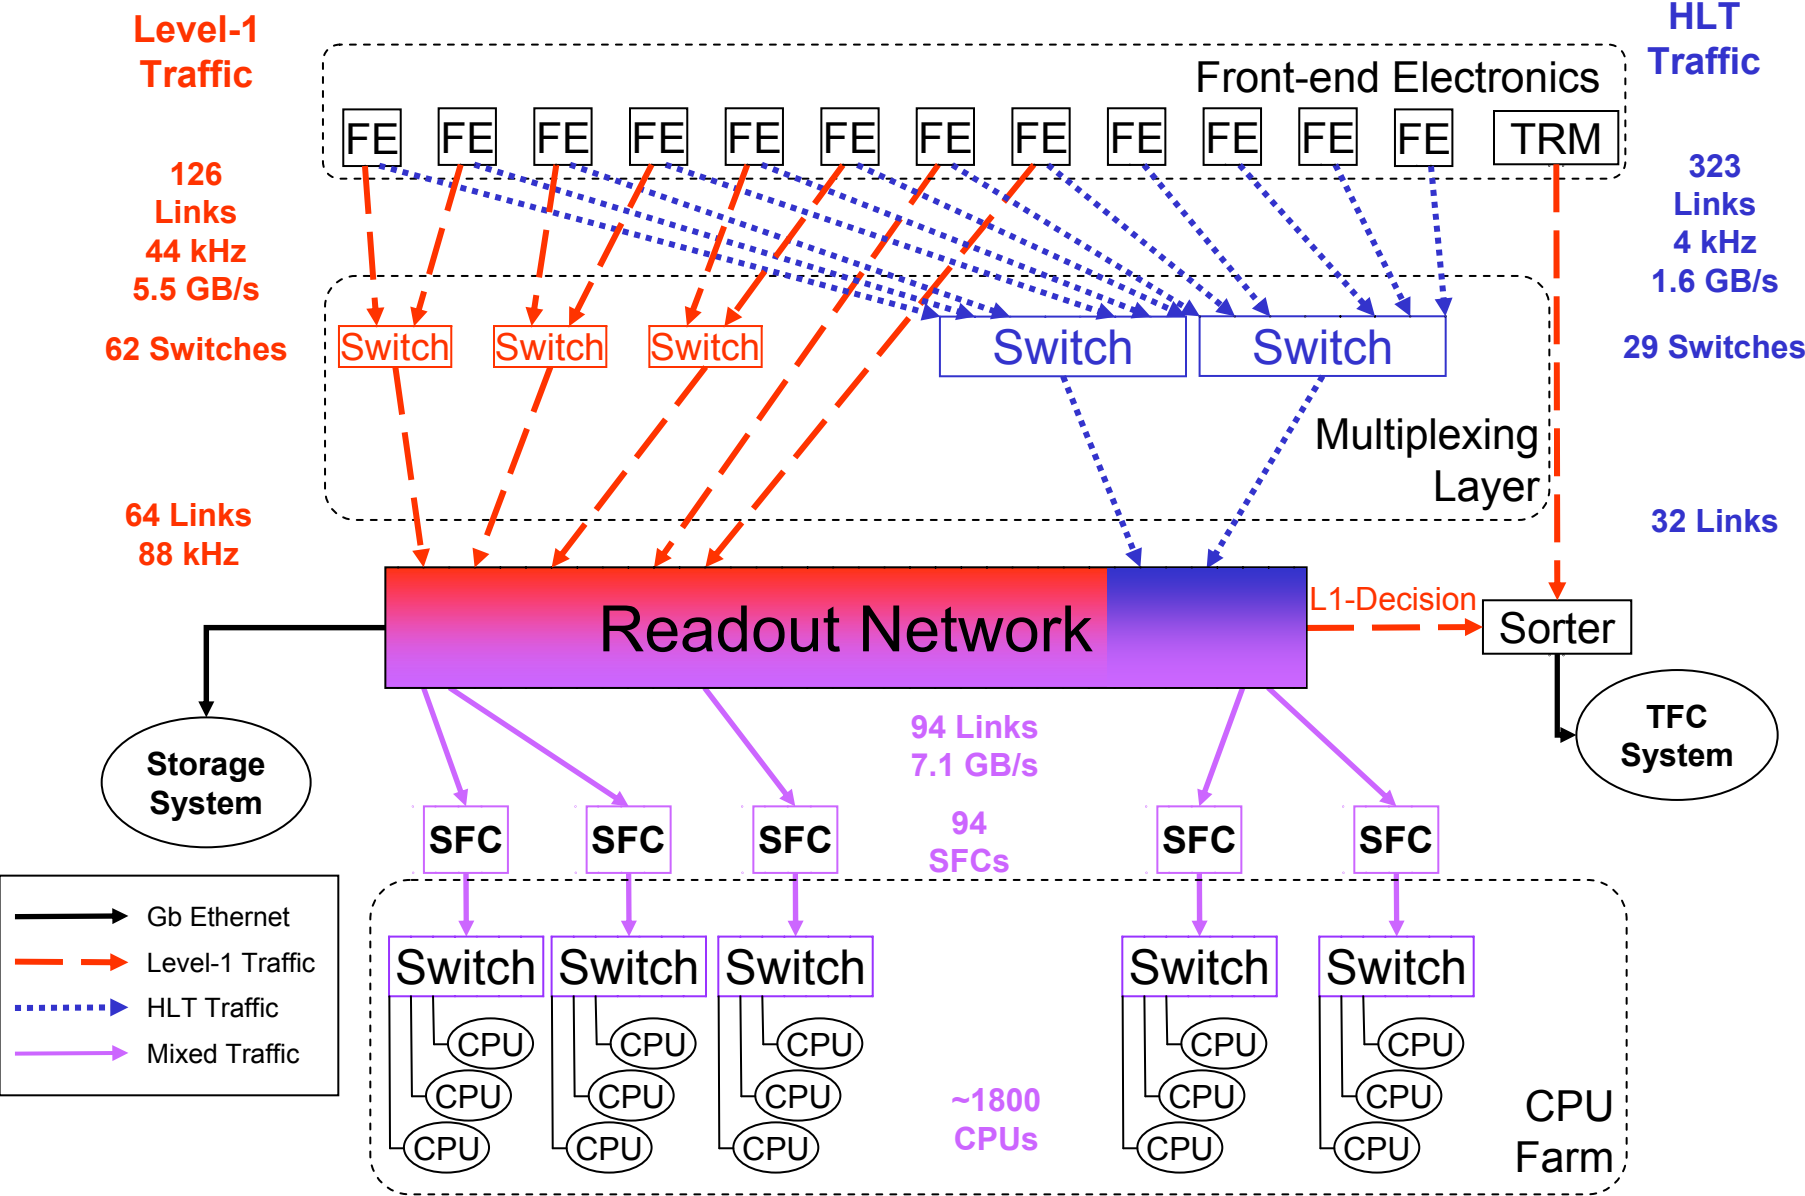 Level-1
Traffic
HLT
Traffic
Front-end Electronics
FE FE FE FE FE FE FE FE FE FE FE FE TRM
126
Links
44 kHz
5.5 GB/s
323
Links
4 kHz
1.6 GB/s
62 Switches
Switch Switch Switch Switch Switch
29 Switches
Multiplexing
Layer
64 Links
88 kHz
32 Links
Readout Network
L1-Decision
Sorter
Storage
System
94 Links
7.1 GB/s
TFC
System
SFC SFC SFC SFC SFC
94
SFCs
Gb Ethernet
Level-1 Traffic
HLT Traffic
Mixed Traffic
Switch Switch Switch Switch Switch
CPU CPU CPU CPU CPU
CPU CPU CPU CPU CPU
CPU CPU CPU CPU CPU
~1800
CPUs
CPU
Farm